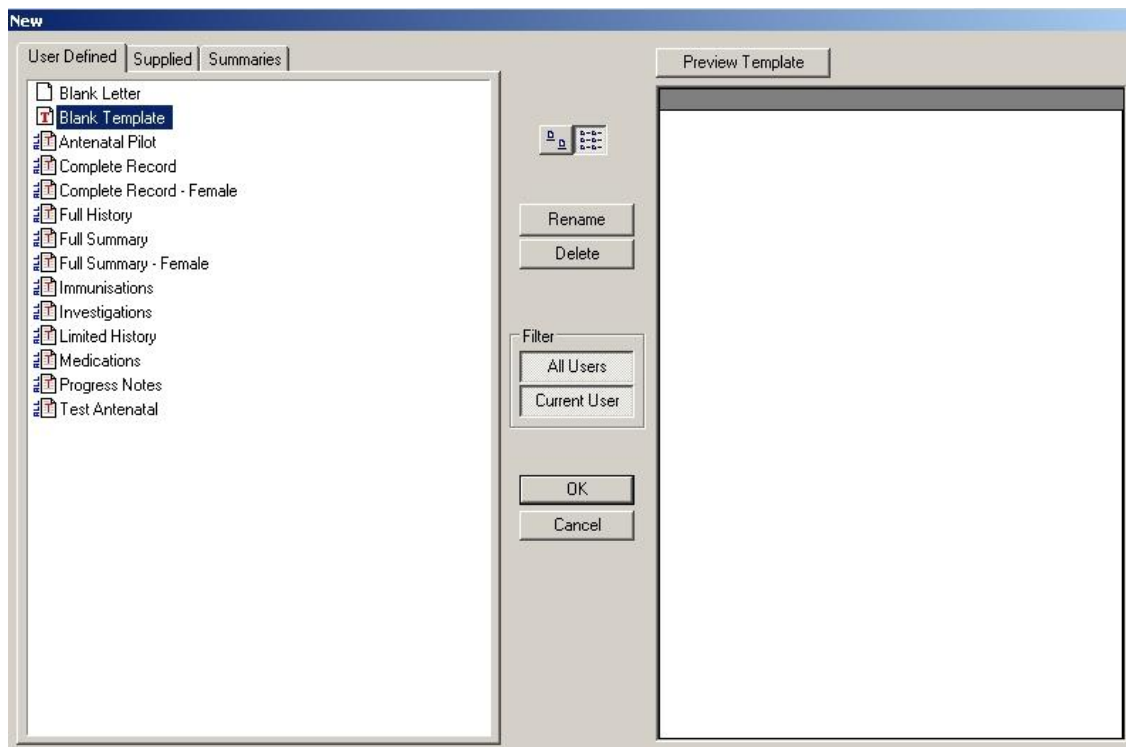 New
User Defined
Supplied
Summaries
Blank Letter
Blank Template
Antenatal Pilot
Complete Record
Complete Record - Female
Full History
Full Summary
Full Summary - Female
Immunisations
Investigations
Limited History
Medications
Progress Notes
Test Antenatal
Rename
Delete
Filter
All Users
Current User
OK
Cancel
Preview Template